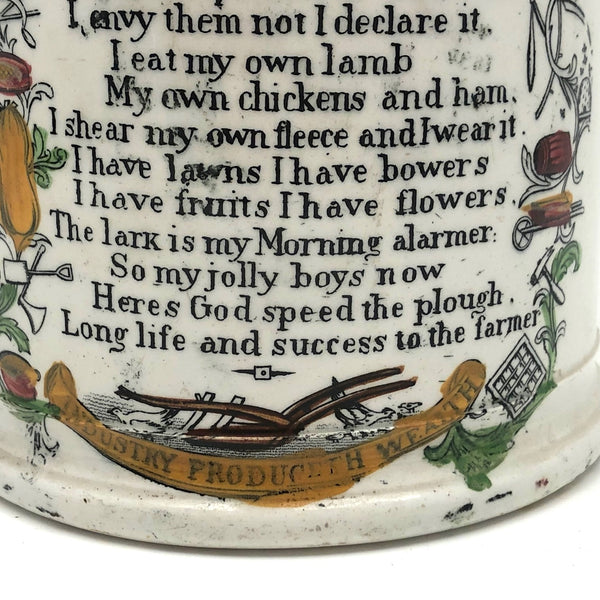 I envy them not I declare it,
I eat my own lamb
My own chickens and ham,
I shear my own fleece and I wear it.
I have lawns I have bowers
I have fruits I have flowers,
The lark is my Morning alarmer:
So my jolly boys now
Heres God speed the plough,
Long life and success to the farmer
INDUSTRY PRODUCETH WEALTH